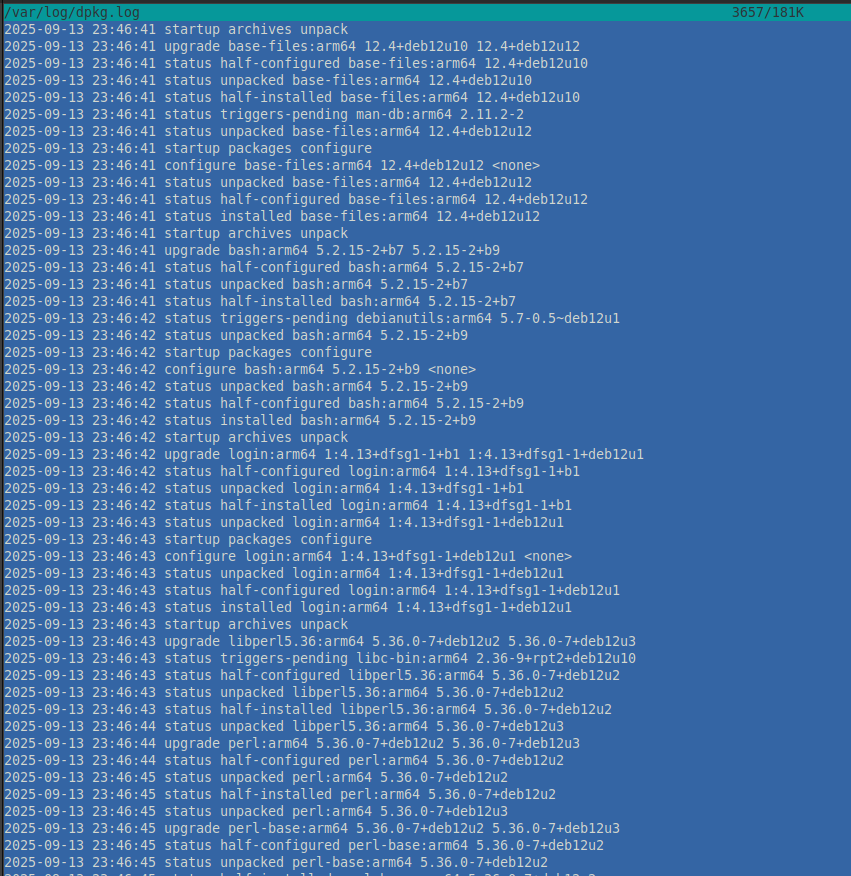 /var/log/dpkg.log 3657/181K
2025-09-13 23:46:41 startup archives unpack
2025-09-13 23:46:41 upgrade base-files:arm64 12.4+deb12u10 12.4+deb12u12
2025-09-13 23:46:41 status half-configured base-files:arm64 12.4+deb12u10
2025-09-13 23:46:41 status unpacked base-files:arm64 12.4+deb12u10
2025-09-13 23:46:41 status half-installed base-files:arm64 12.4+deb12u10
2025-09-13 23:46:41 status triggers-pending man-db:arm64 2.11.2-2
2025-09-13 23:46:41 status unpacked base-files:arm64 12.4+deb12u12
2025-09-13 23:46:41 startup packages configure
2025-09-13 23:46:41 configure base-files:arm64 12.4+deb12u12 <none>
2025-09-13 23:46:41 status unpacked base-files:arm64 12.4+deb12u12
2025-09-13 23:46:41 status half-configured base-files:arm64 12.4+deb12u12
2025-09-13 23:46:41 status installed base-files:arm64 12.4+deb12u12
2025-09-13 23:46:41 startup archives unpack
2025-09-13 23:46:41 upgrade bash:arm64 5.2.15-2+b7 5.2.15-2+b9
2025-09-13 23:46:41 status half-configured bash:arm64 5.2.15-2+b7
2025-09-13 23:46:41 status unpacked bash:arm64 5.2.15-2+b7
2025-09-13 23:46:41 status half-installed bash:arm64 5.2.15-2+b7
2025-09-13 23:46:42 status triggers-pending debianutils:arm64 5.7-0.5~deb12u1
2025-09-13 23:46:42 status unpacked bash:arm64 5.2.15-2+b9
2025-09-13 23:46:42 startup packages configure
2025-09-13 23:46:42 configure bash:arm64 5.2.15-2+b9 <none>
2025-09-13 23:46:42 status unpacked bash:arm64 5.2.15-2+b9
2025-09-13 23:46:42 status half-configured bash:arm64 5.2.15-2+b9
2025-09-13 23:46:42 status installed bash:arm64 5.2.15-2+b9
2025-09-13 23:46:42 startup archives unpack
2025-09-13 23:46:42 upgrade login:arm64 1:4.13+dfsg1-1+b1 1:4.13+dfsg1-1+deb12u1
2025-09-13 23:46:42 status half-configured login:arm64 1:4.13+dfsg1-1+b1
2025-09-13 23:46:42 status unpacked login:arm64 1:4.13+dfsg1-1+b1
2025-09-13 23:46:42 status half-installed login:arm64 1:4.13+dfsg1-1+b1
2025-09-13 23:46:43 status unpacked login:arm64 1:4.13+dfsg1-1+deb12u1
2025-09-13 23:46:43 startup packages configure
2025-09-13 23:46:43 configure login:arm64 1:4.13+dfsg1-1+deb12u1 <none>
2025-09-13 23:46:43 status unpacked login:arm64 1:4.13+dfsg1-1+deb12u1
2025-09-13 23:46:43 status half-configured login:arm64 1:4.13+dfsg1-1+deb12u1
2025-09-13 23:46:43 status installed login:arm64 1:4.13+dfsg1-1+deb12u1
2025-09-13 23:46:43 startup archives unpack
2025-09-13 23:46:43 upgrade libperl5.36:arm64 5.36.0-7+deb12u2 5.36.0-7+deb12u3
2025-09-13 23:46:43 status triggers-pending libc-bin:arm64 2.36-9+rpt2+deb12u10
2025-09-13 23:46:43 status half-configured libperl5.36:arm64 5.36.0-7+deb12u2
2025-09-13 23:46:43 status unpacked libperl5.36:arm64 5.36.0-7+deb12u2
2025-09-13 23:46:43 status half-installed libperl5.36:arm64 5.36.0-7+deb12u2
2025-09-13 23:46:44 status unpacked libperl5.36:arm64 5.36.0-7+deb12u3
2025-09-13 23:46:44 upgrade perl:arm64 5.36.0-7+deb12u2 5.36.0-7+deb12u3
2025-09-13 23:46:44 status half-configured perl:arm64 5.36.0-7+deb12u2
2025-09-13 23:46:45 status unpacked perl:arm64 5.36.0-7+deb12u2
2025-09-13 23:46:45 status half-installed perl:arm64 5.36.0-7+deb12u2
2025-09-13 23:46:45 status unpacked perl:arm64 5.36.0-7+deb12u3
2025-09-13 23:46:45 upgrade perl-base:arm64 5.36.0-7+deb12u2 5.36.0-7+deb12u3
2025-09-13 23:46:45 status half-configured perl-base:arm64 5.36.0-7+deb12u2
2025-09-13 23:46:45 status unpacked perl-base:arm64 5.36.0-7+deb12u2